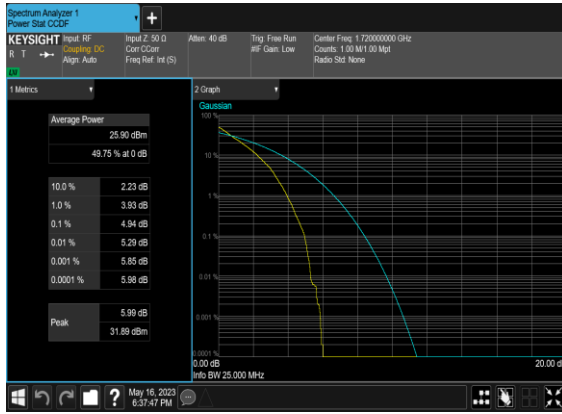 Spectrum Analyzer 1
Power Stat CCDF
KEYSIGHT
R T
LXI
Input: RF
Coupling: DC
Align: Auto
Input Z: 50 Ω
Corr CCorr
Freq Ref: Int (S)
Atten: 40 dB
Trig: Free Run
#IF Gain: Low
Center Freq: 1.720000000 GHz
Counts: 1.00 M/1.00 Mpt
Radio Std: None
1 Metrics
Average Power
25.90 dBm
49.75 % at 0 dB
10.0 % 2.23 dB
1.0 % 3.93 dB
0.1 % 4.94 dB
0.01 % 5.29 dB
0.001 % 5.85 dB
0.0001 % 5.98 dB
Peak
5.99 dB
31.89 dBm
2 Graph
Gaussian
100 %
10 %
1 %
0.1 %
0.01 %
0.001 %
0.0001 %
0.00 dB 20.00 d
Info BW 25.000 MHz
?
May 16, 2023
6:37:47 PM